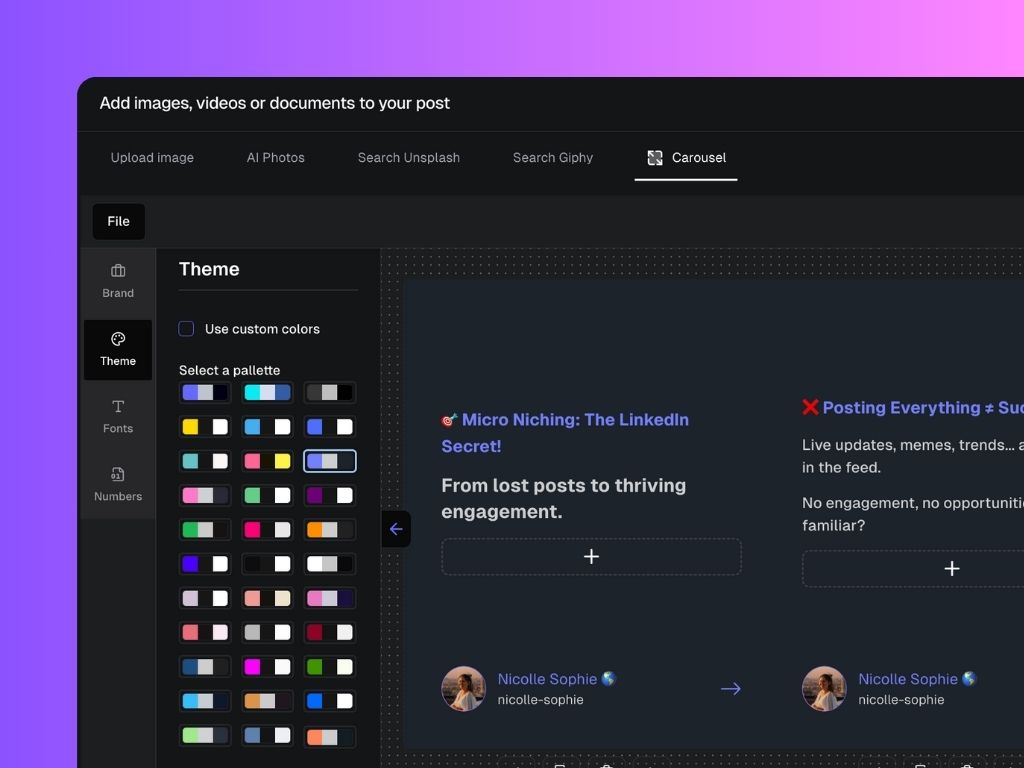 Add images, videos or documents to your post
Upload image
AI Photos
Search Unsplash
Search Giphy
Carousel
File
Brand
Theme
Fonts
01
Numbers
Theme
Use custom colors
Select a pallette
🎯 Micro Niching: The LinkedIn
Secret!
From lost posts to thriving
engagement.
+
Nicolle Sophie 🌎
nicolle-sophie
❌ Posting Everything ≠
Live updates, memes, trends...
in the feed.
No engagement, no
familiar?
+
Nicolle Sophie 🌎
nicolle-sophie